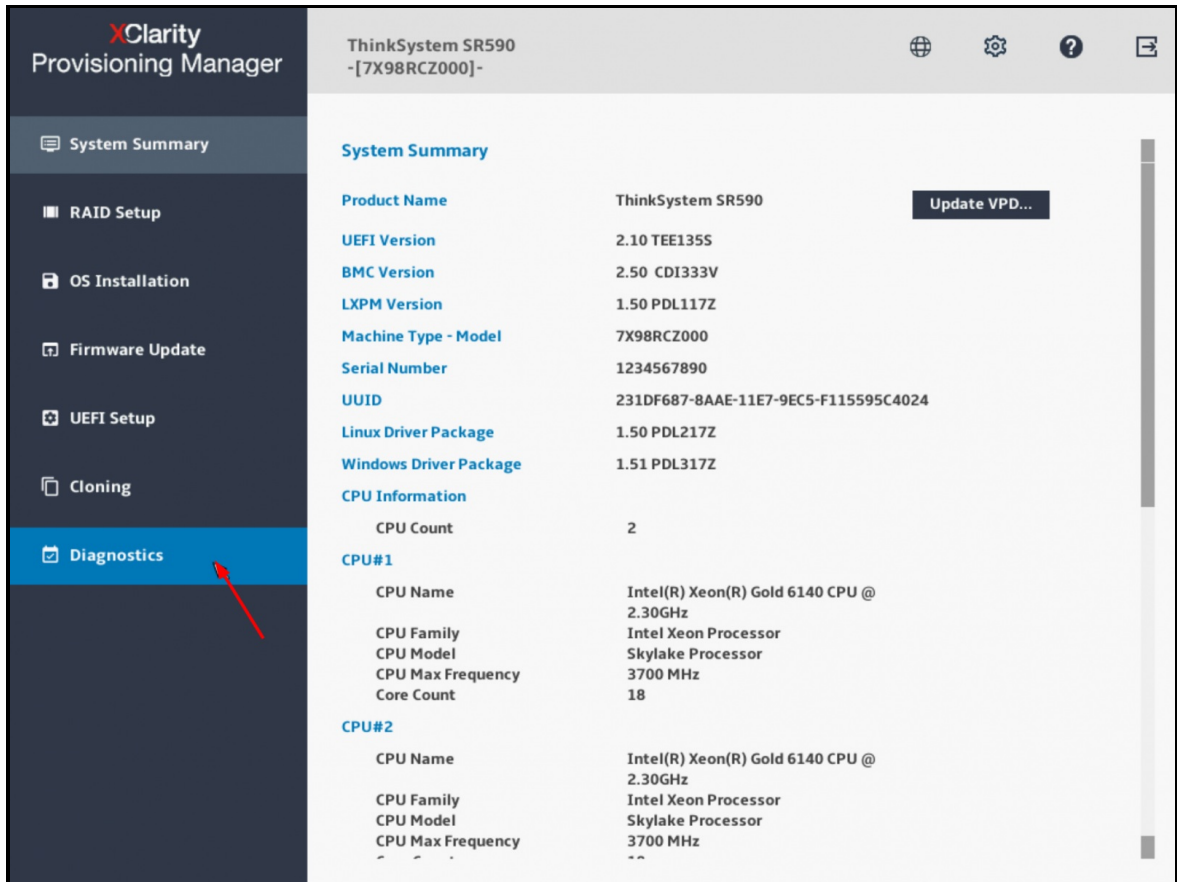 XClarity
Provisioning Manager
ThinkSystem SR590
-[7X98RCZ000]-
System Summary
RAID Setup
OS Installation
Firmware Update
UEFI Setup
Cloning
Diagnostics
System Summary
Product Name ThinkSystem SR590 Update VPD...
UEFI Version 2.10 TEE135S
BMC Version 2.50 CDI333V
LXPM Version 1.50 PDL117Z
Machine Type - Model 7X98RCZ000
Serial Number 1234567890
UUID 231DF687-8AAE-11E7-9EC5-F115595C4024
Linux Driver Package 1.50 PDL217Z
Windows Driver Package 1.51 PDL317Z
CPU Information
CPU Count 2
CPU#1
CPU Name Intel(R) Xeon(R) Gold 6140 CPU @
2.30GHz
CPU Family Intel Xeon Processor
CPU Model Skylake Processor
CPU Max Frequency 3700 MHz
Core Count 18
CPU#2
CPU Name Intel(R) Xeon(R) Gold 6140 CPU @
2.30GHz
CPU Family Intel Xeon Processor
CPU Model Skylake Processor
CPU Max Frequency 3700 MHz